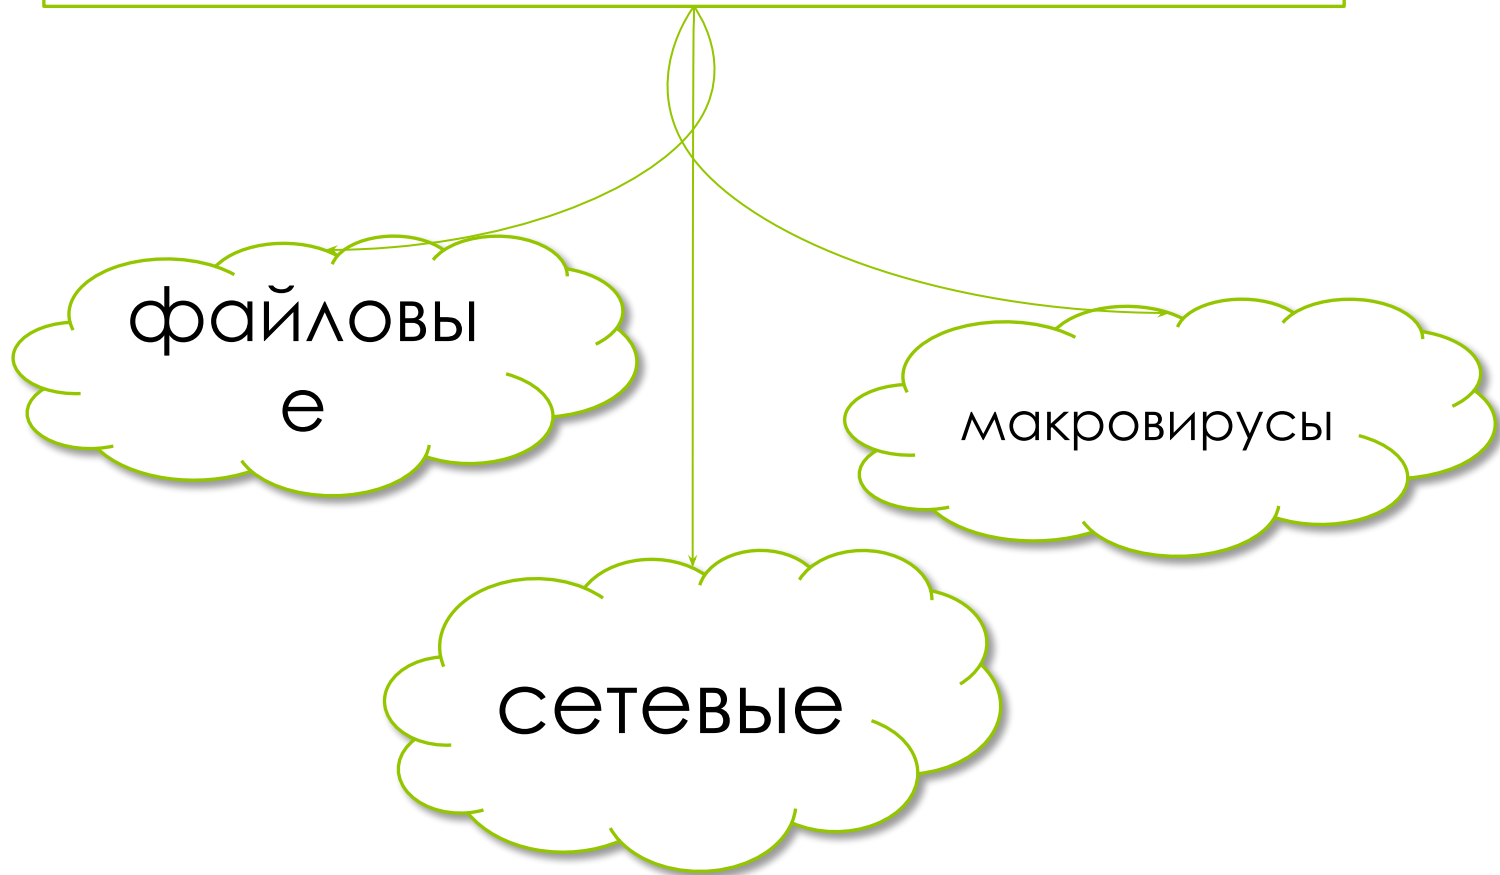 файловы
е
макровирусы
сетевые